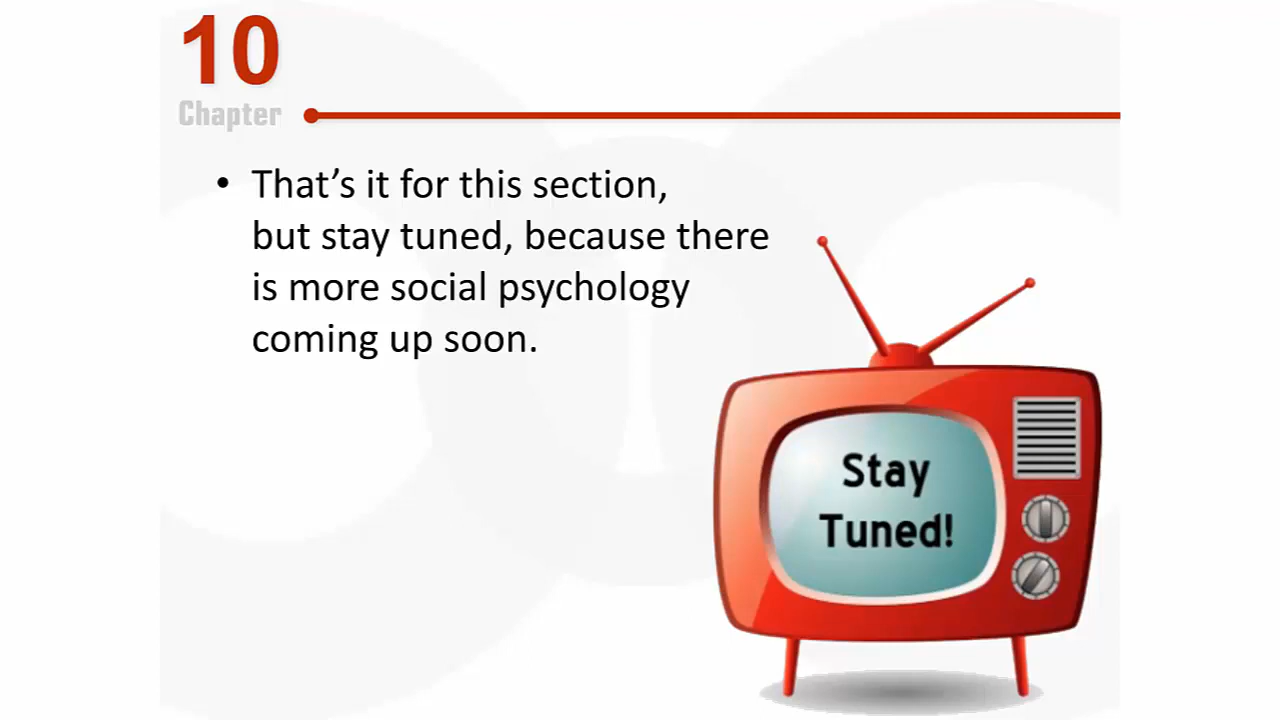 10
Chapter
• That’s it for this section,
but stay tuned, because there
is more social psychology
coming up soon.
Stay
Tuned!